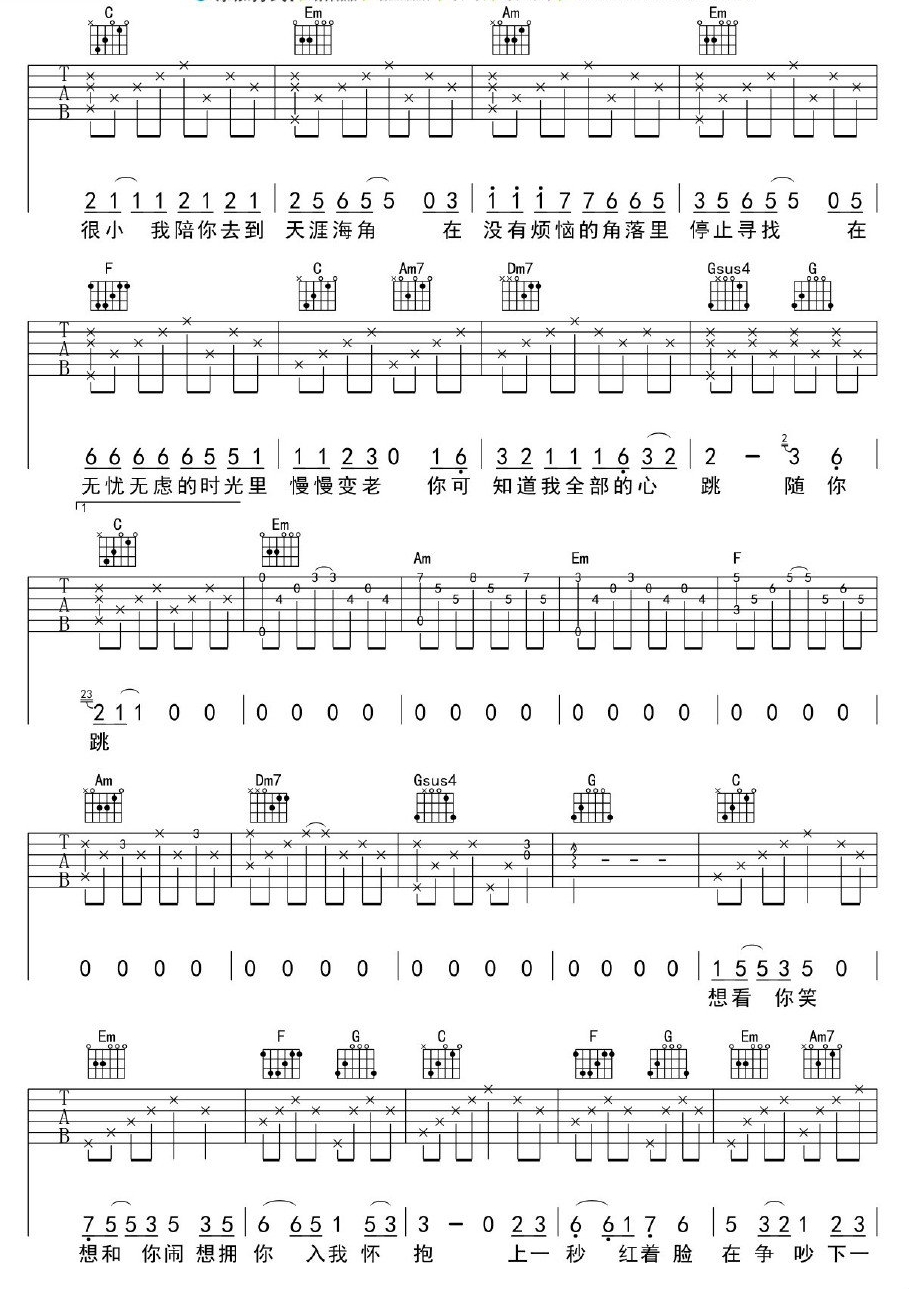 C Em Am Em
T A B
2 1 1 1 2 1 2 1 2 5 6 5 5 0 3 1 1 1 7 7 6 6 5 3 5 6 5 5 0 5
很小 我陪你去到 天涯海角 在 没有烦恼的角落里 停止寻找 在
F C Am7 Dm7 Gsus4 G
T A B
6 6 6 6 6 5 5 1 1 1 2 3 0 1 6 3 2 1 1 1 6 3 2 2 - 2 3 6
无忧无虑的时光里 慢慢变老 你可 知道我全部的心 跳 随你
1
C Em Am Em F
T A B
0 0 4 0 3 3 4 0 4 7 0 5 5 8 5 5 7 5 3 0 4 0 3 0 4 0 4 5 3 5 6 5 5 5 6 5
23 2 1 1 0 0 0 0 0 0 0 0 0 0 0 0 0 0 0 0 0 0
跳
Am Dm7 Gsus4 G C
T A B
3 3 3 0 - - -
0 0 0 0 0 0 0 0 0 0 0 0 0 0 0 0 1 5 5 3 5 0
想看 你笑
Em F G C F G Em Am7
T A B
7 5 5 3 5 3 5 6 6 5 1 5 3 3 - 0 2 3 6 6 1 7 6 5 3 2 1 2 3
想和 你闹 想拥 你 入我 怀 抱 上一 秒 红着 脸 在 争 吵 下一